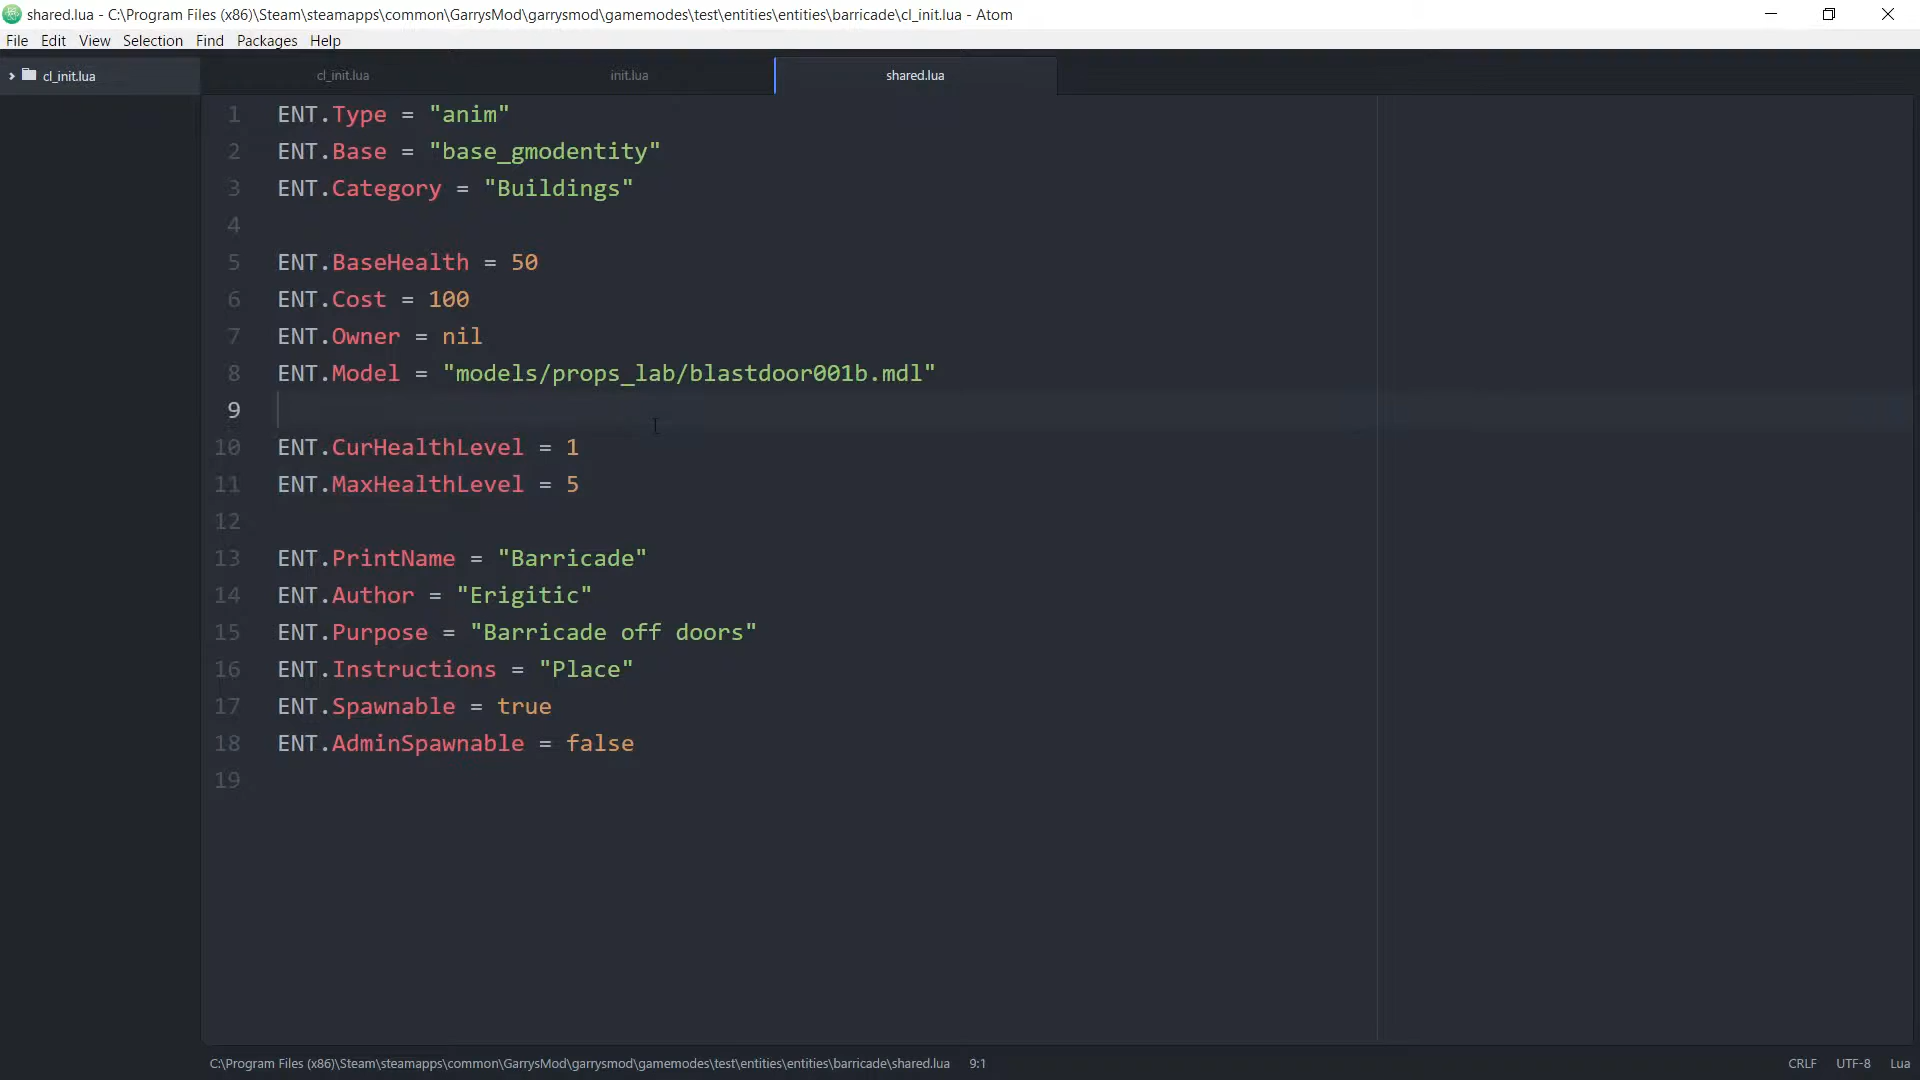 shared.lua - C:\Program Files (x86)\Steam\steamapps\common\GarrysMod\garrysmod\gamemodes\test\entities\entities\barricade\cl_init.lua - Atom
File Edit View Selection Find Packages Help
cl_init.lua
cl_init.lua init.lua shared.lua
1 ENT.Type = "anim"
2 ENT.Base = "base_gmodentity"
3 ENT.Category = "Buildings"
4
5 ENT.BaseHealth = 50
6 ENT.Cost = 100
7 ENT.Owner = nil
8 ENT.Model = "models/props_lab/blastdoor001b.mdl"
9
10 ENT.CurHealthLevel = 1
11 ENT.MaxHealthLevel = 5
12
13 ENT.PrintName = "Barricade"
14 ENT.Author = "Erigitic"
15 ENT.Purpose = "Barricade off doors"
16 ENT.Instructions = "Place"
17 ENT.Spawnable = true
18 ENT.AdminSpawnable = false
19
C:\Program Files (x86)\Steam\steamapps\common\GarrysMod\garrysmod\gamemodes\test\entities\entities\barricade\shared.lua 9:1 CRLF UTF-8 Lua